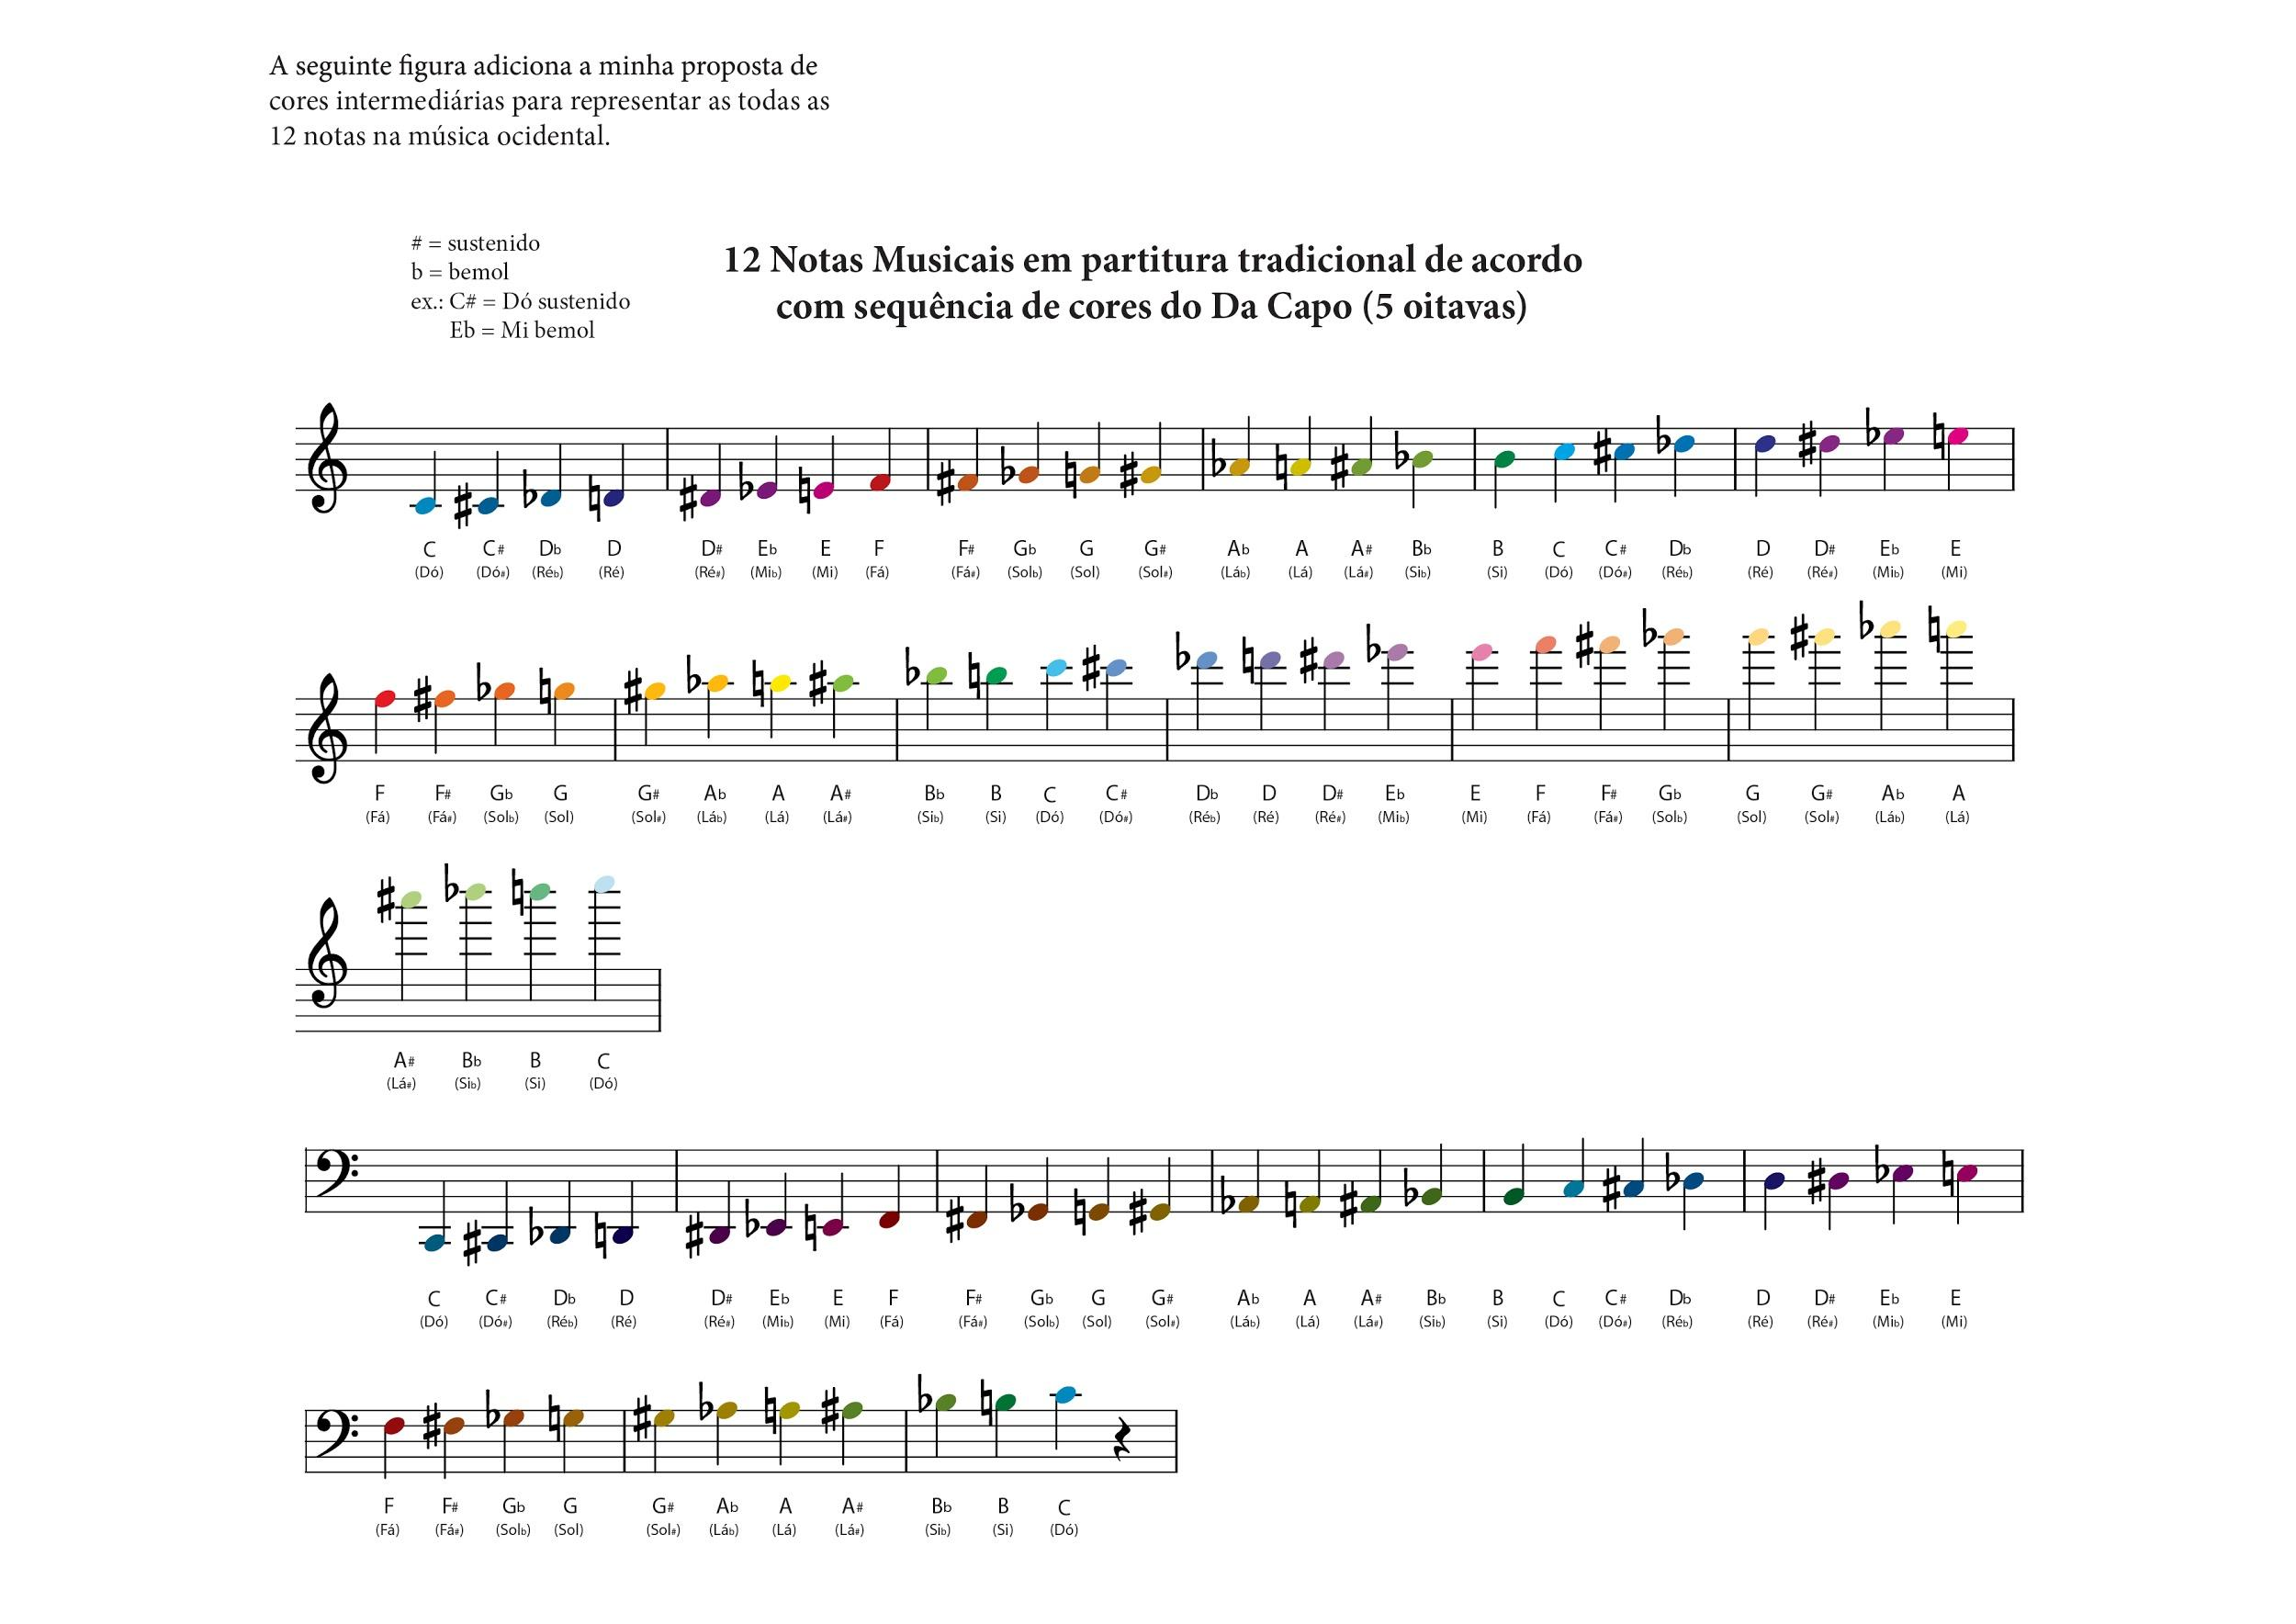 A seguinte figura adiciona a minha proposta de
cores intermediárias para representar as todas as
12 notas na música ocidental.
# = sustenido
b = bemol
ex.: C# = Dó sustenido
Eb = Mi bemol
12 Notas Musicais em partitura tradicional de acordo
com sequência de cores do Da Capo (5 oitavas)
C C# Db D D# Eb E F F# Gb G G# Ab A A# Bb B C C# Db D D# Eb E
(Dó) (Dó#) (Réb) (Ré) (Ré#) (Mib) (Mi) (Fá) (Fá#) (Solb) (Sol) (Sol#) (Láb) (Lá) (Lá#) (Sib) (Si) (Dó) (Dó#) (Réb) (Ré) (Ré#) (Mib) (Mi)
F F# Gb G G# Ab A A# Bb B C C# Db D D# Eb E F F# Gb G G# Ab A
(Fá) (Fá#) (Solb) (Sol) (Sol#) (Láb) (Lá) (Lá#) (Sib) (Si) (Dó) (Dó#) (Réb) (Ré) (Ré#) (Mib) (Mi) (Fá) (Fá#) (Solb) (Sol) (Sol#) (Láb) (Lá)
A# Bb B C
(Lá#) (Sib) (Si) (Dó)
C C# Db D D# Eb E F F# Gb G G# Ab A A# Bb B C C# Db D D# Eb E
(Dó) (Dó#) (Réb) (Ré) (Ré#) (Mib) (Mi) (Fá) (Fá#) (Solb) (Sol) (Sol#) (Láb) (Lá) (Lá#) (Sib) (Si) (Dó) (Dó#) (Réb) (Ré) (Ré#) (Mib) (Mi)
F F# Gb G G# Ab A A# Bb B C
(Fá) (Fá#) (Solb) (Sol) (Sol#) (Láb) (Lá) (Lá#) (Sib) (Si) (Dó)